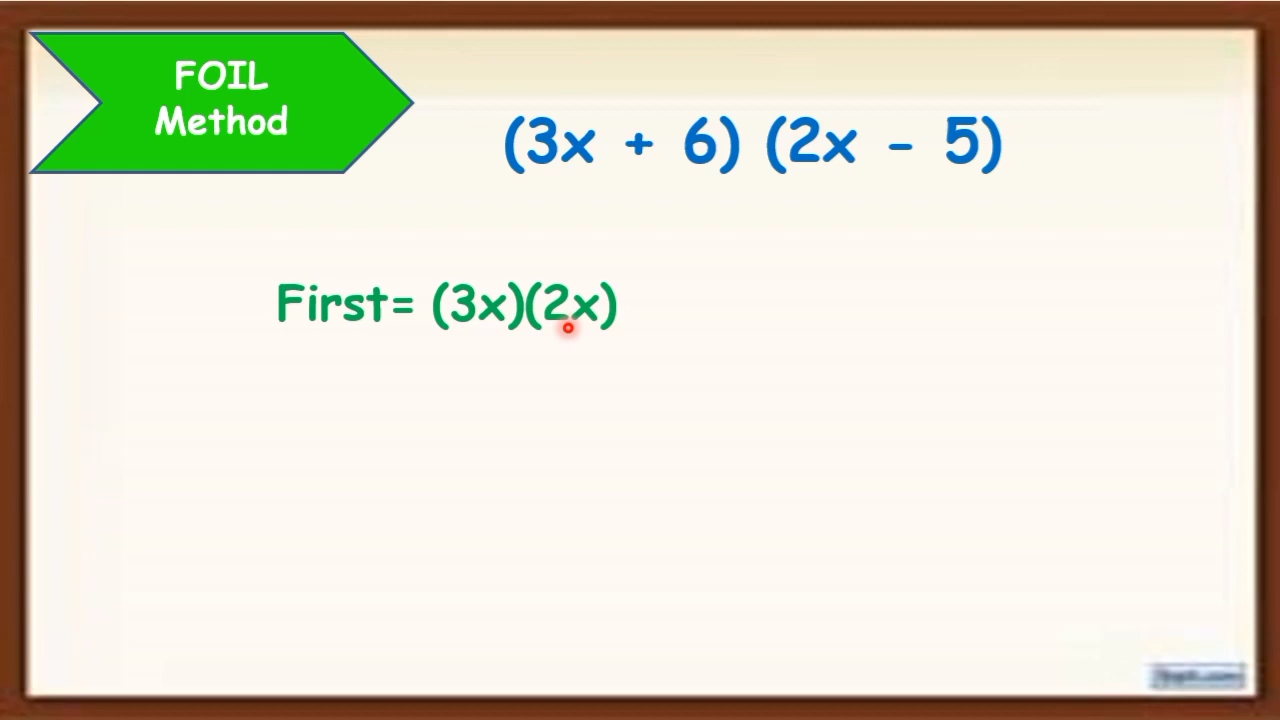 FOIL
Method
(3x + 6) (2x - 5)
First= (3x)(2x)